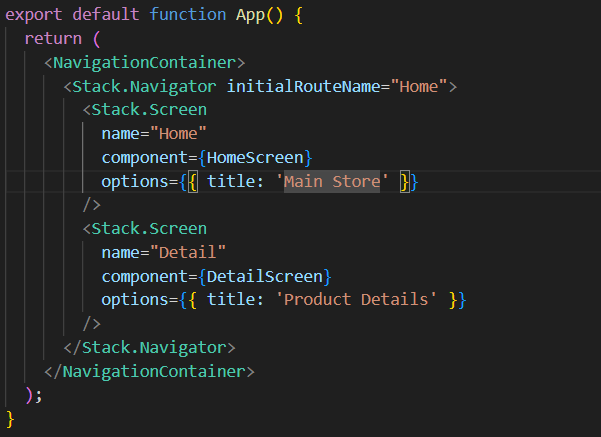 export default function App() {
  return (
    <NavigationContainer>
      <Stack.Navigator initialRouteName="Home">
        <Stack.Screen
          name="Home"
          component={HomeScreen}
          options={{ title: 'Main Store' }}
        />
        <Stack.Screen
          name="Detail"
          component={DetailScreen}
          options={{ title: 'Product Details' }}
        />
      </Stack.Navigator>
    </NavigationContainer>
  );
}